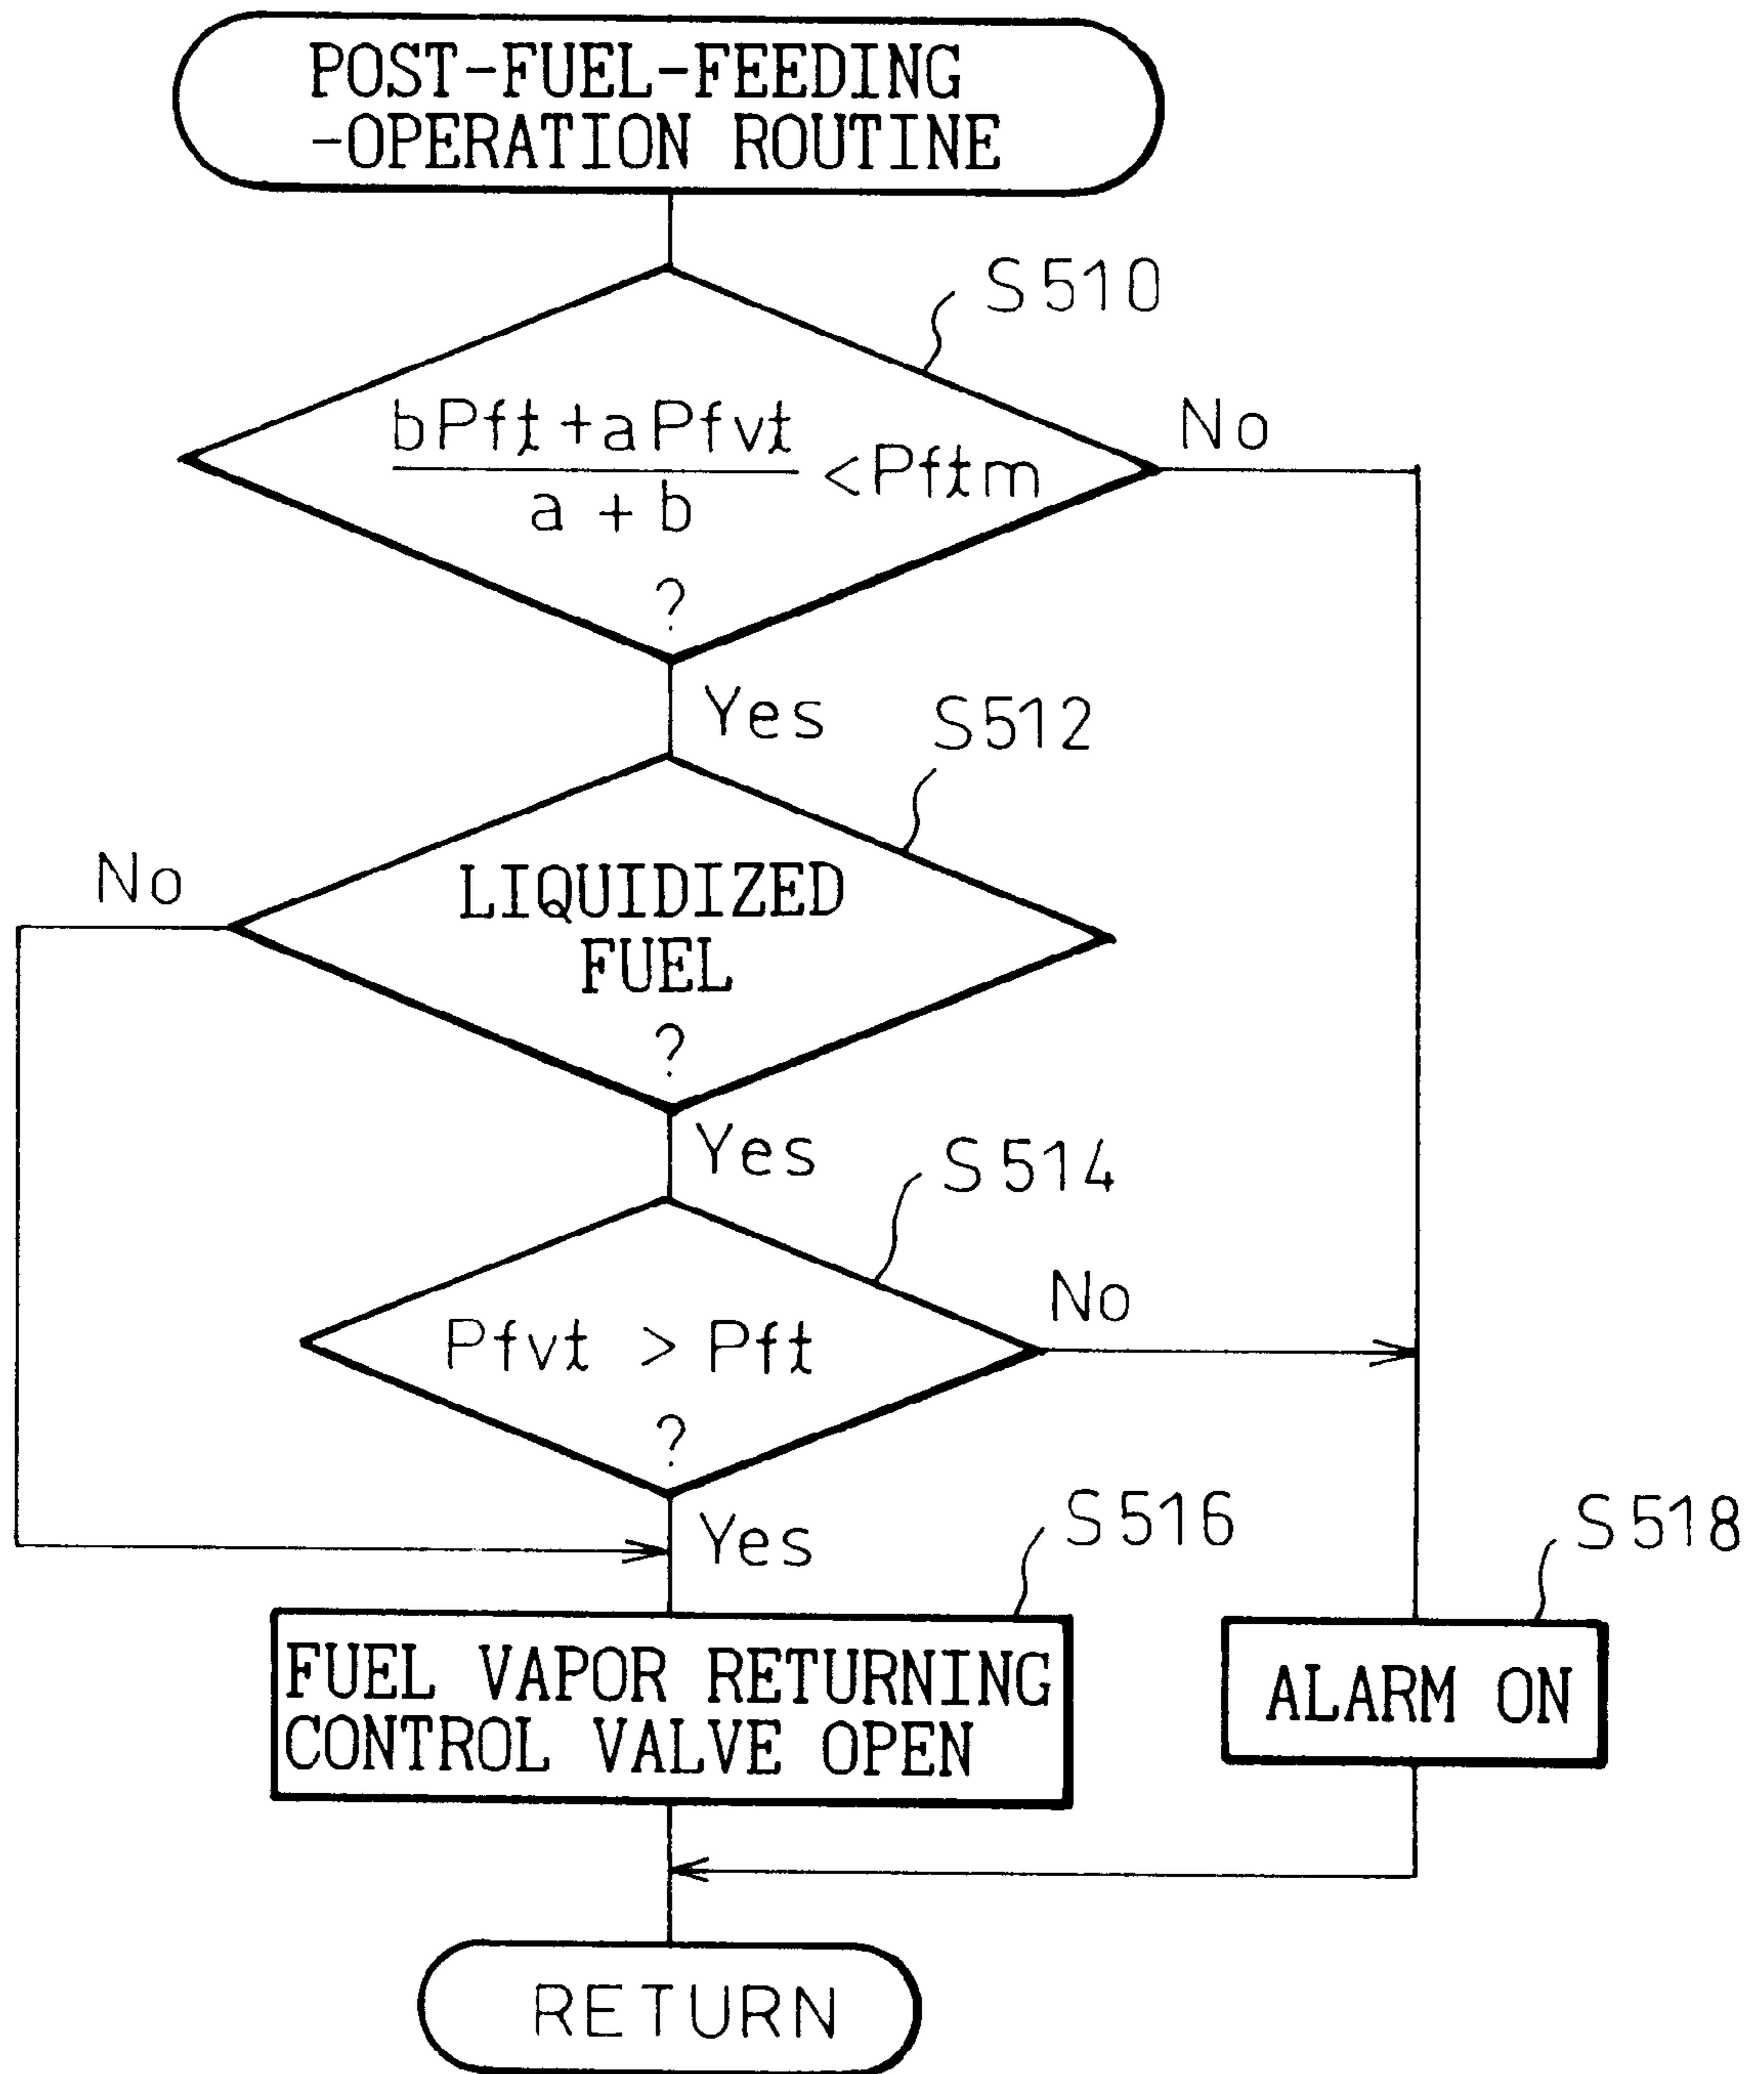 POST-FUEL-FEEDING
-OPERATION ROUTINE
S510
bPft+aPfvt
a+b
<Pftm
?
No
Yes
S512
No
LIQUIDIZED
FUEL
?
Yes
S514
Pfvt > Pft
?
No
Yes
S516
S518
FUEL VAPOR RETURNING
CONTROL VALVE OPEN
ALARM ON
RETURN